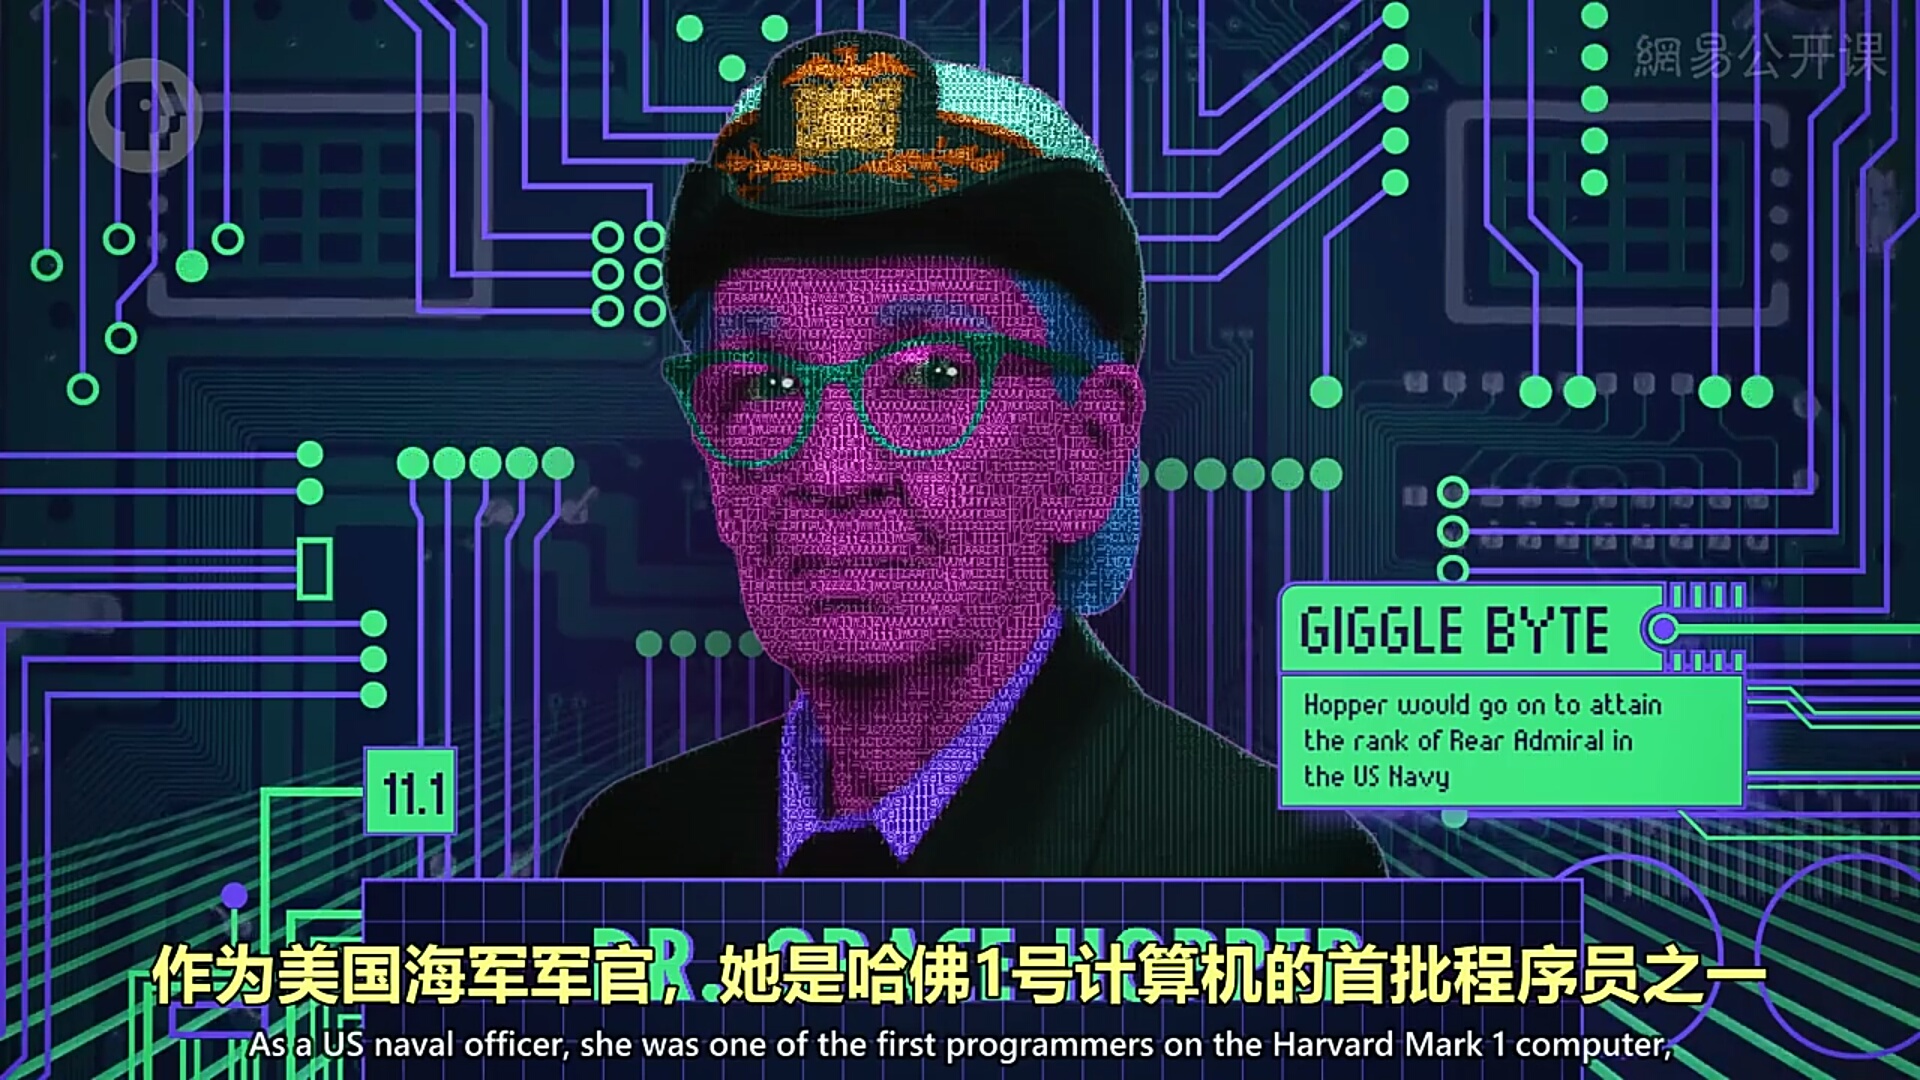 網易公开课
GIGGLE BYTE
Hopper would go on to attain
the rank of Rear Admiral in
the US Navy
11.1
DR. GRACE HOPPER
作为美国海军军官，她是哈佛1号计算机的首批程序员之一
As a US naval officer, she was one of the first programmers on the Harvard Mark 1 computer,